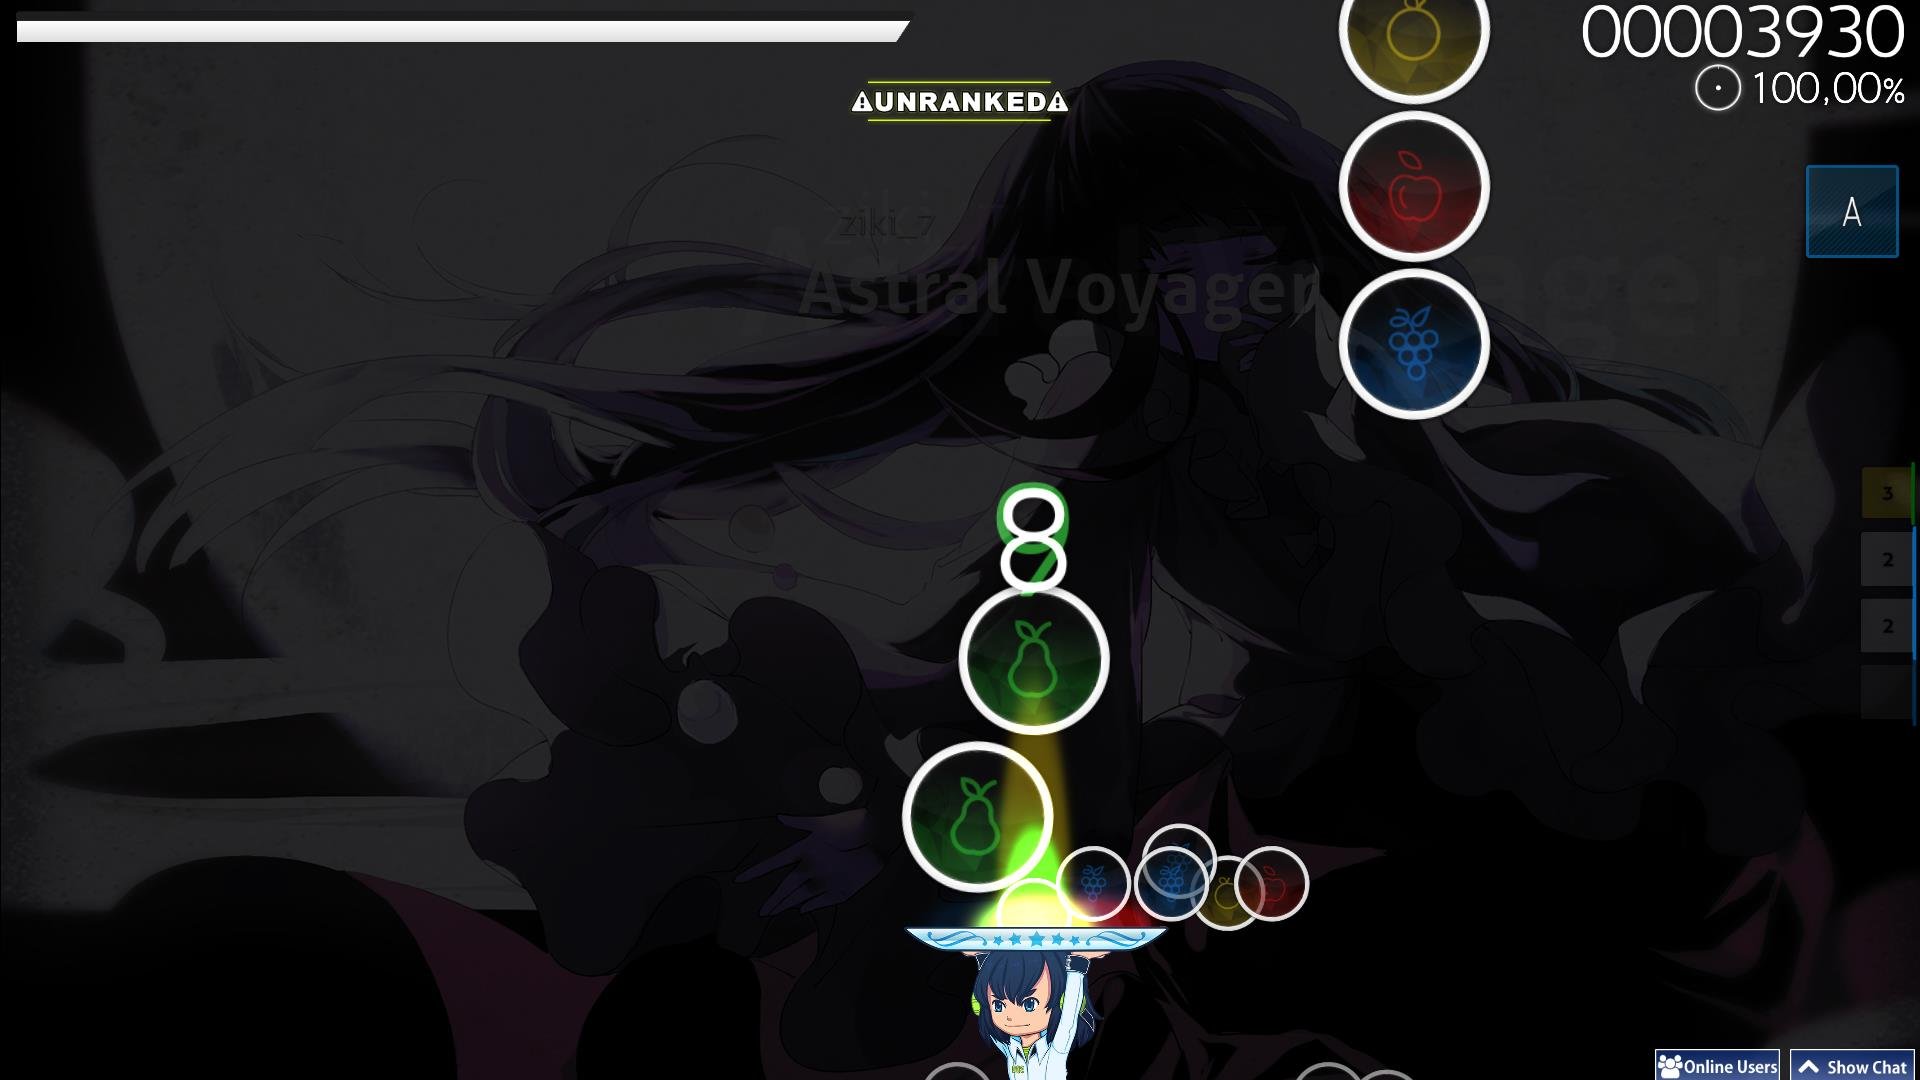 00003930
100,00%
UNRANKED
A
ziki_7
Astral Voyager
8
3
2
2
Online Users
Show Chat